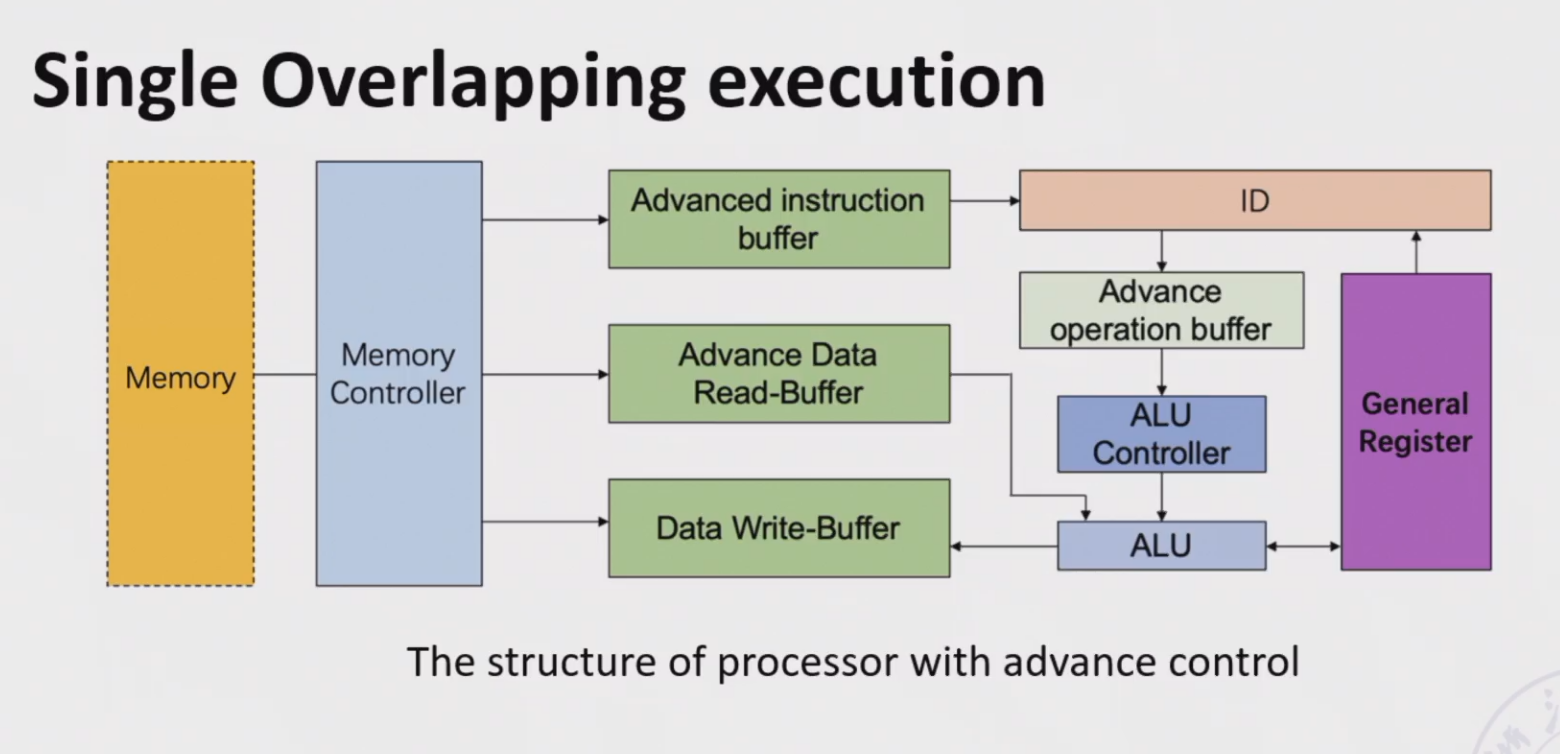 Single Overlapping execution
Memory
Memory
Controller
Advanced instruction
buffer
Advance Data
Read-Buffer
Data Write-Buffer
ID
Advance
operation buffer
ALU
Controller
ALU
General
Register
The structure of processor with advance control